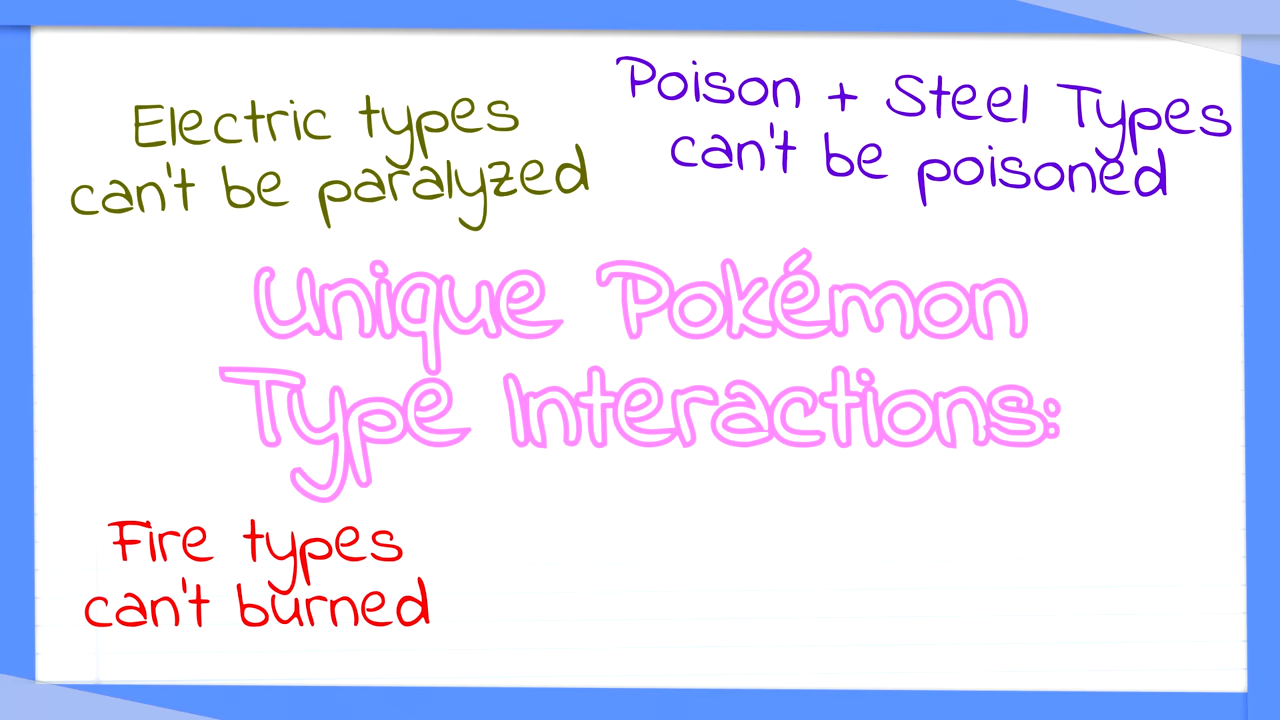 Electric types
can't be paralyzed
Poison + Steel Types
can't be poisoned
Unique Pokémon
Type Interactions:
Fire types
can't burned